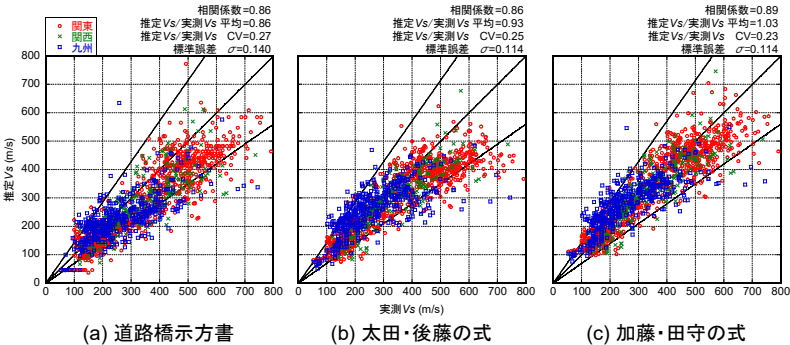 関東
関西
九州
相関係数=0.86
推定Vs/実測Vs 平均=0.86
推定Vs/実測Vs CV=0.27
標準誤差 σ=0.140
相関係数=0.86
推定Vs/実測Vs 平均=0.93
推定Vs/実測Vs CV=0.25
標準誤差 σ=0.114
相関係数=0.89
推定Vs/実測Vs 平均=1.03
推定Vs/実測Vs CV=0.23
標準誤差 σ=0.114
推定Vs (m/s)
800
700
600
500
400
300
200
100
0
0 100 200 300 400 500 600 700 800
0 100 200 300 400 500 600 700 800
0 100 200 300 400 500 600 700 800
実測Vs (m/s)
(a) 道路橋示方書
(b) 太田・後藤の式
(c) 加藤・田守の式